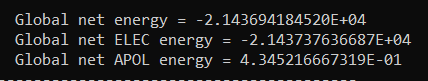 Global net energy = -2.143694184520E+04
Global net ELEC energy = -2.143737636687E+04
Global net APOL energy = 4.345216667319E-01